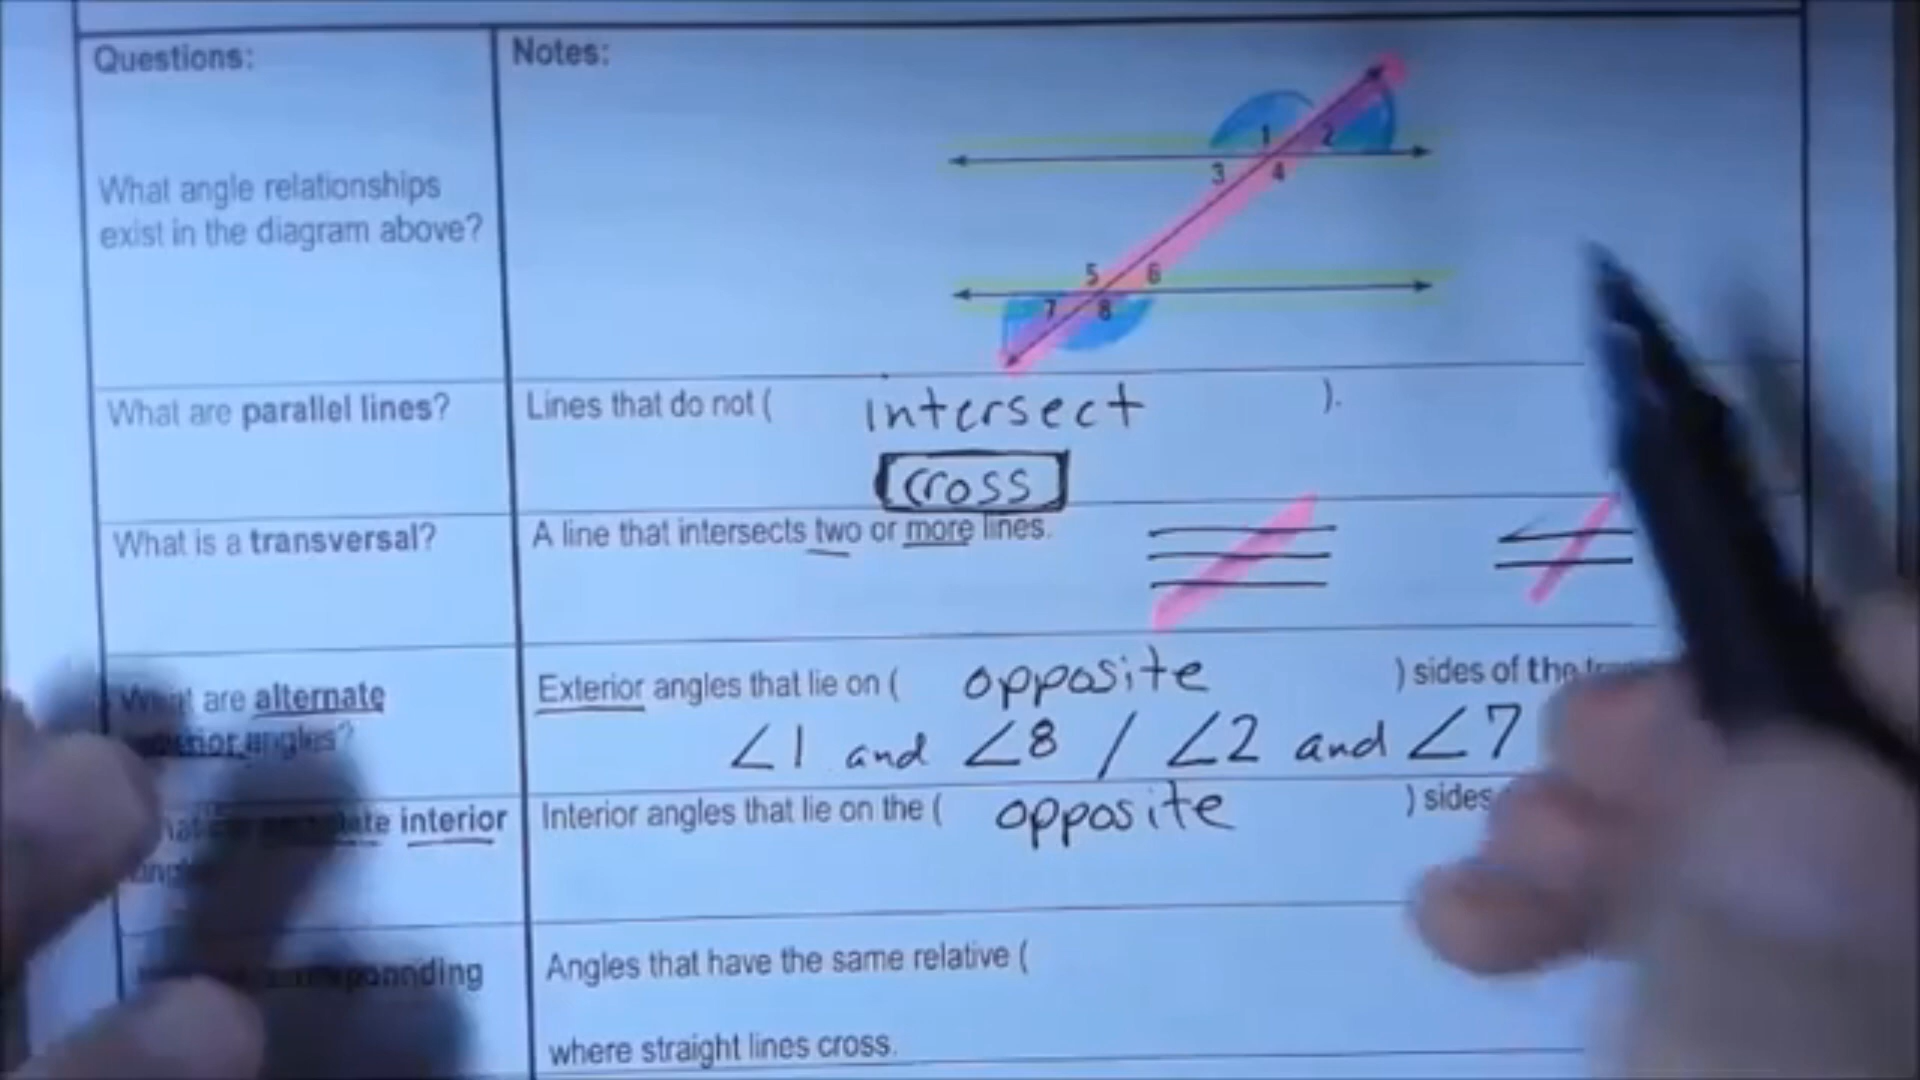 Questions:
Notes:
What angle relationships
exist in the diagram above?
1 2
3 4
5 6
7 8
What are parallel lines?
Lines that do not ( intersect ).
cross
What is a transversal?
A line that intersects two or more lines.
are alternate
angles?
Exterior angles that lie on ( opposite ) sides of the
∠1 and ∠8 / ∠2 and ∠7
interior
Interior angles that lie on the ( opposite ) sides
Angles that have the same relative (
where straight lines cross.